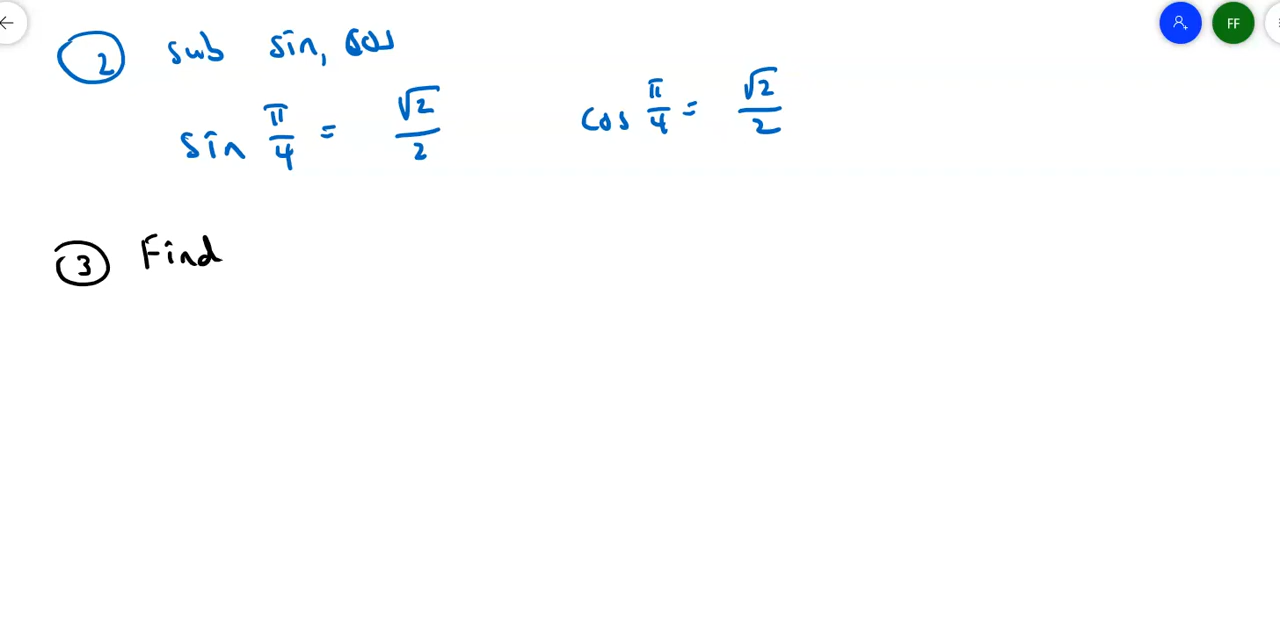 FF
② sub sin, cos
sin π/4 = √2/2 cos π/4 = √2/2
③ Find